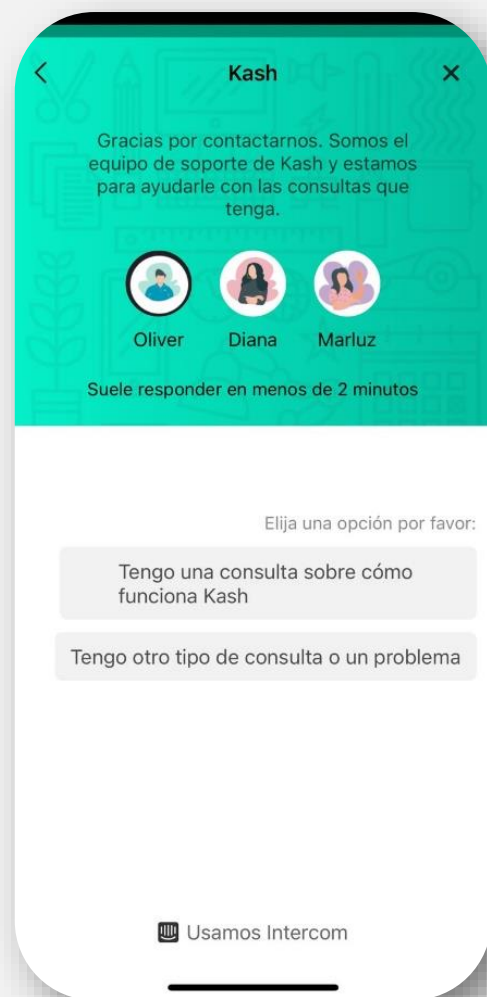 Kash
Gracias por contactarnos. Somos el
equipo de soporte de Kash y estamos
para ayudarle con las consultas que
tenga.
Oliver Diana Marluz
Suele responder en menos de 2 minutos
Elija una opción por favor:
Tengo una consulta sobre cómo
funciona Kash
Tengo otro tipo de consulta o un problema
Usamos Intercom